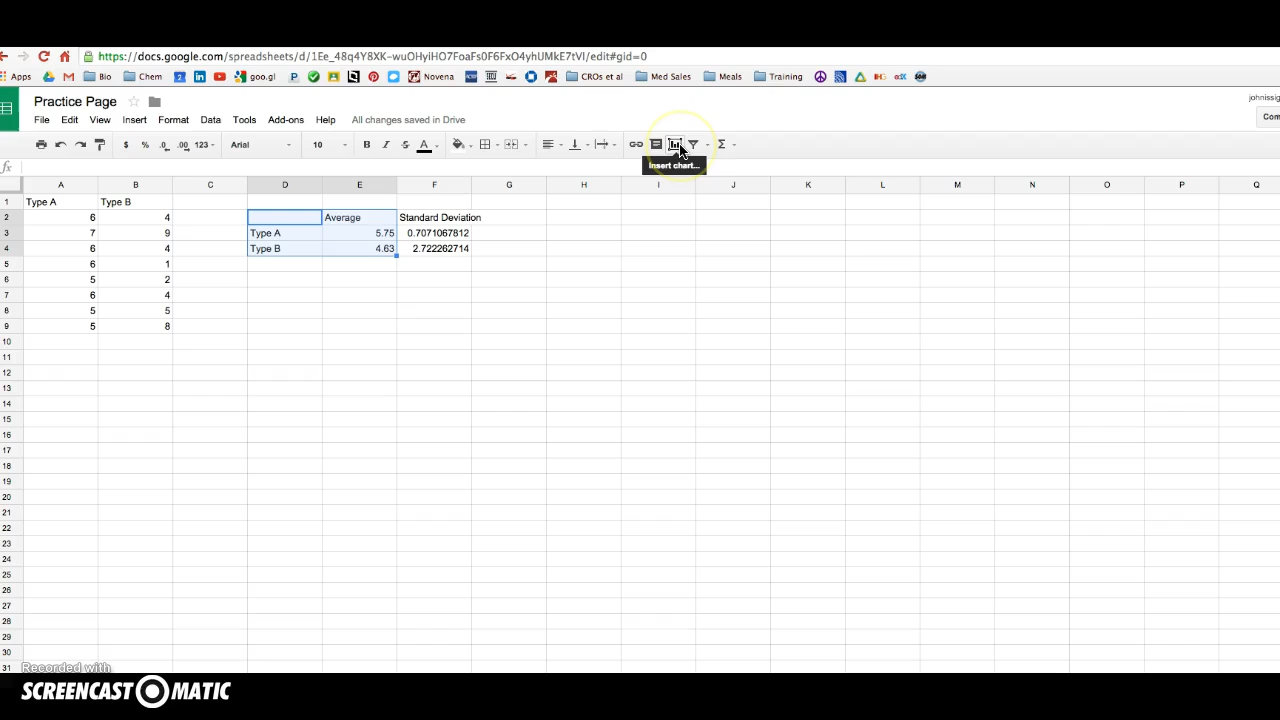 https://docs.google.com/spreadsheets/d/1Ee_48q4Y8XK-wuOHyiHO7FoaFs0F6FxO4yhUMkE7tVI/edit#gid=0
Apps Bio Chem goo.gl Novena CROs et al Med Sales Meals Training
Practice Page
johnissig
File Edit View Insert Format Data Tools Add-ons Help All changes saved in Drive
Com
$ % .0 .00 123 Arial 10 B I S A Σ
Insert chart...
fx
A B C D E F G H I J K L M N O P Q
1 Type A Type B
2 6 4 Average Standard Deviation
3 7 9 Type A 5.75 0.7071067812
4 6 4 Type B 4.63 2.722262714
5 6 1
6 5 2
7 6 4
8 5 5
9 5 8
10
11
12
13
14
15
16
17
18
19
20
21
22
23
24
25
26
27
28
29
30
31
Recorded with
SCREENCAST O MATIC